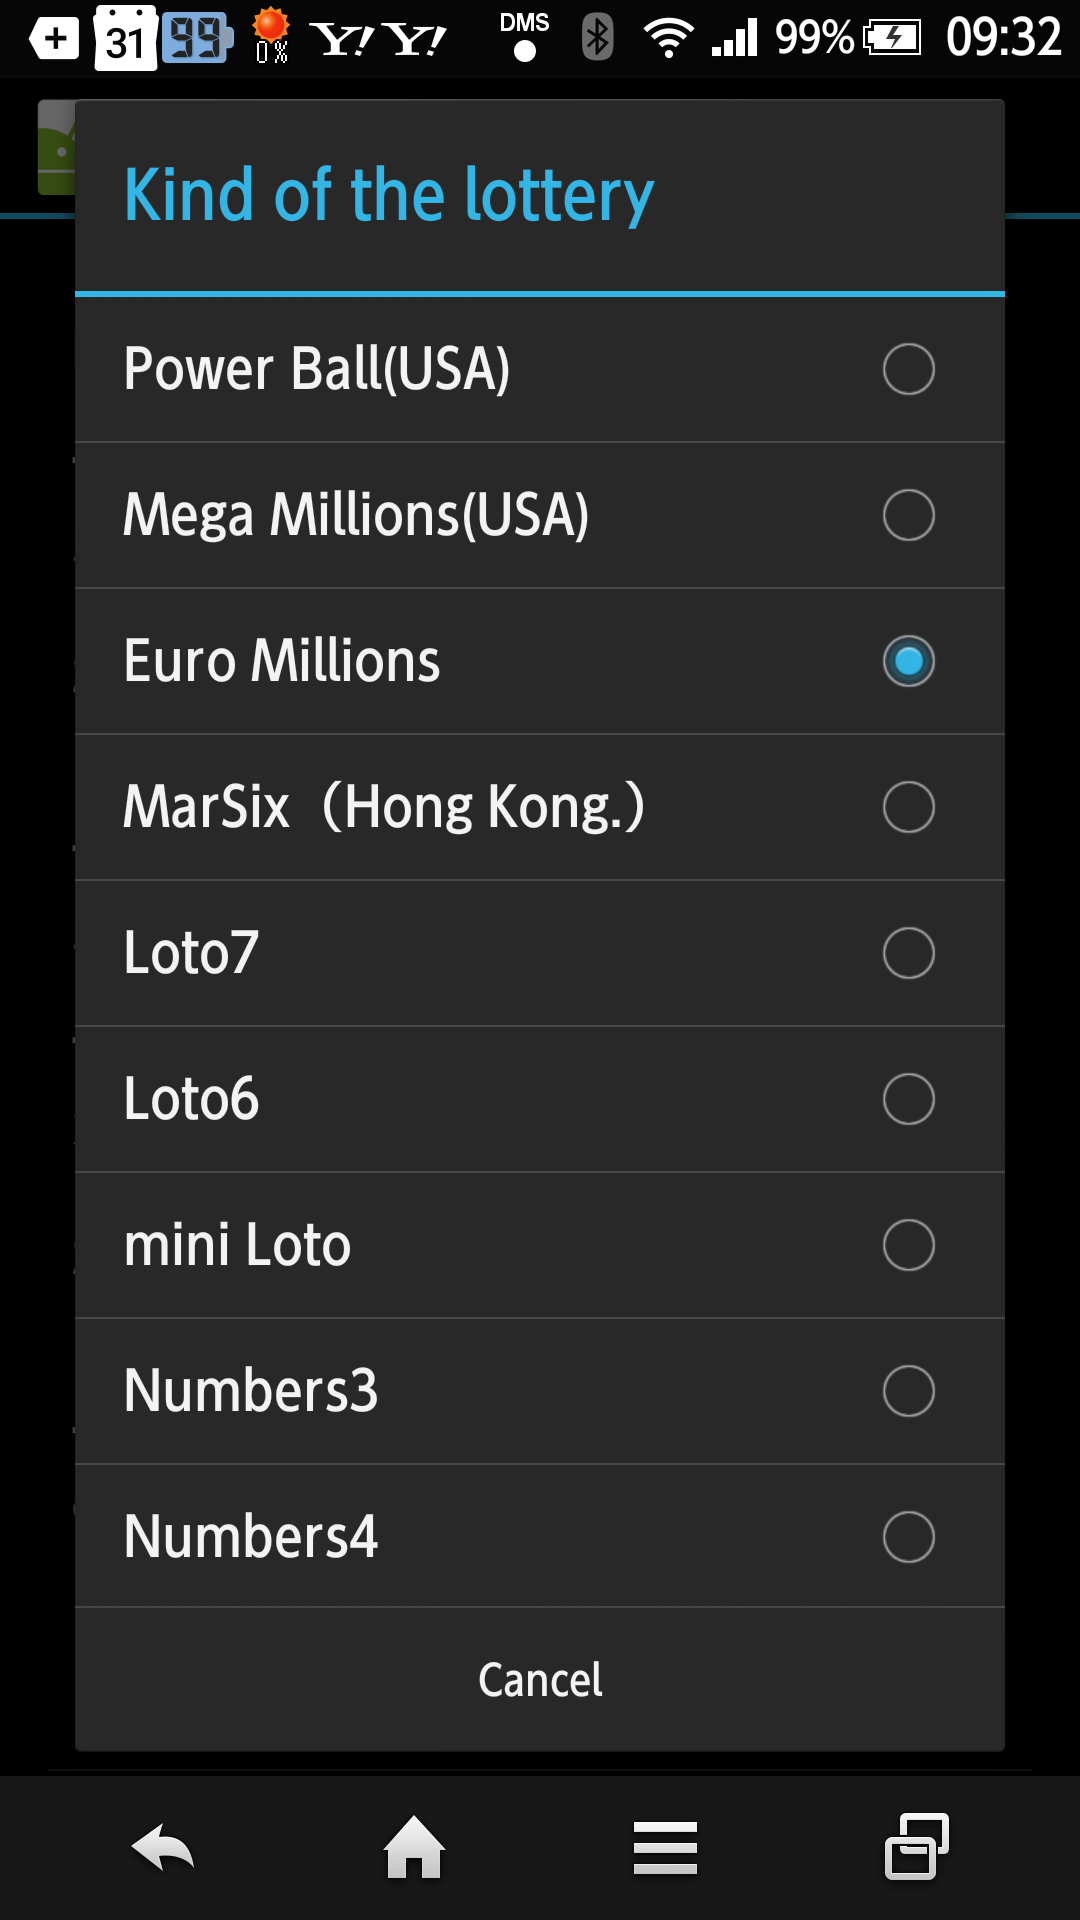 31 99 0% Y! Y! DMS 99% 09:32
Kind of the lottery
Power Ball(USA)
Mega Millions(USA)
Euro Millions
MarSix（Hong Kong.）
Loto7
Loto6
mini Loto
Numbers3
Numbers4
Cancel